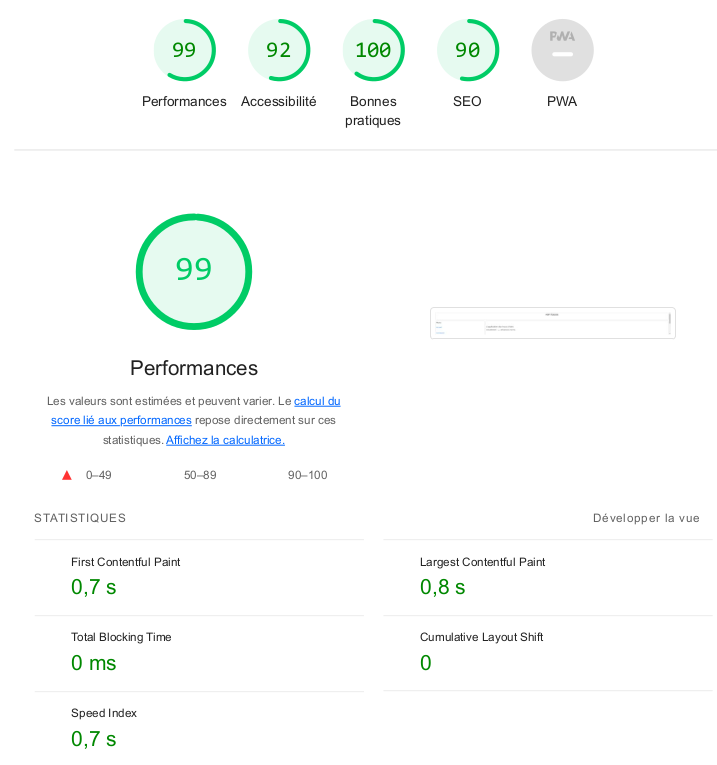 99
92
100
90
PWA
Performances
Accessibilité
Bonnes
pratiques
SEO
PWA
99
Performances
Les valeurs sont estimées et peuvent varier. Le calcul du
score lié aux performances repose directement sur ces
statistiques. Affichez la calculatrice.
0–49
50–89
90–100
STATISTIQUES
Développer la vue
First Contentful Paint
0,7 s
Largest Contentful Paint
0,8 s
Total Blocking Time
0 ms
Cumulative Layout Shift
0
Speed Index
0,7 s